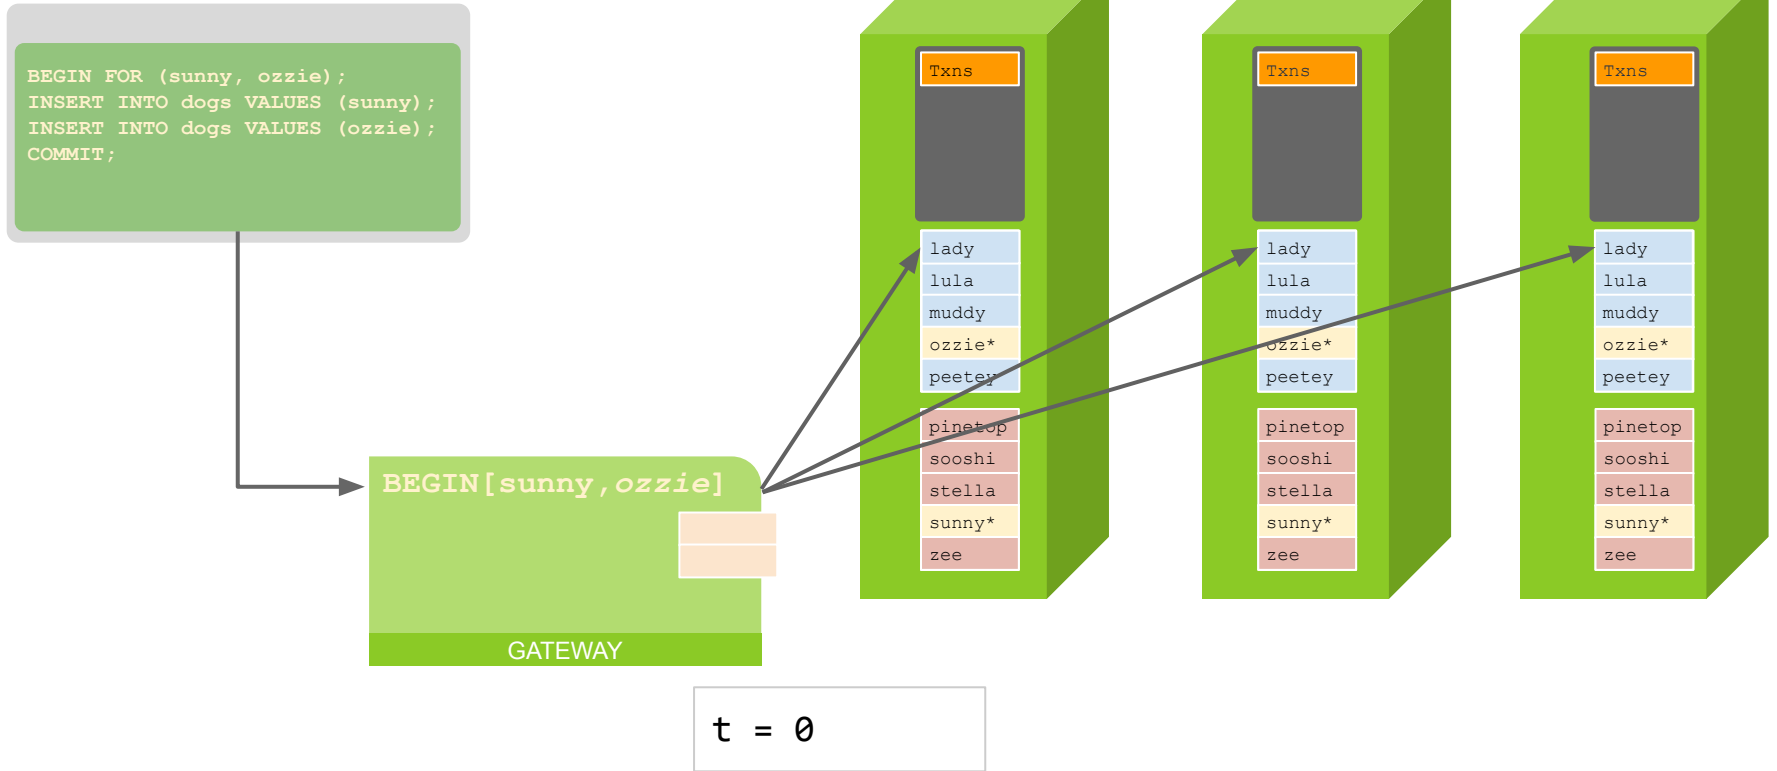 BEGIN FOR (sunny, ozzie);
INSERT INTO dogs VALUES (sunny);
INSERT INTO dogs VALUES (ozzie);
COMMIT;
BEGIN[sunny,ozzie]
GATEWAY
t = 0
Txns
lady
lula
muddy
ozzie*
peetey
pinetop
sooshi
stella
sunny*
zee
Txns
lady
lula
muddy
ozzie*
peetey
pinetop
sooshi
stella
sunny*
zee
Txns
lady
lula
muddy
ozzie*
peetey
pinetop
sooshi
stella
sunny*
zee